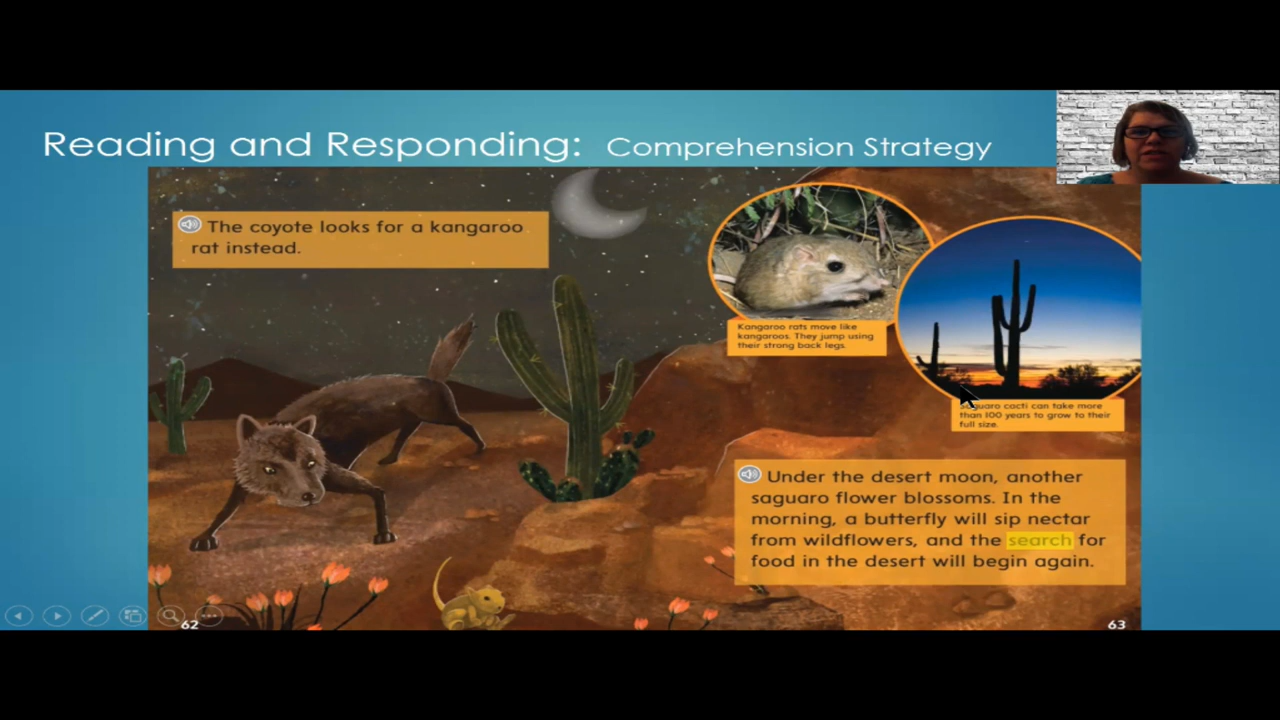 Reading and Responding: Comprehension Strategy
The coyote looks for a kangaroo
rat instead.
Kangaroo rats move like
kangaroos. They jump using
their strong back legs.
Saguaro cacti can take more
than 100 years to grow to their
full size.
Under the desert moon, another
saguaro flower blossoms. In the
morning, a butterfly will sip nectar
from wildflowers, and the search for
food in the desert will begin again.
62
63